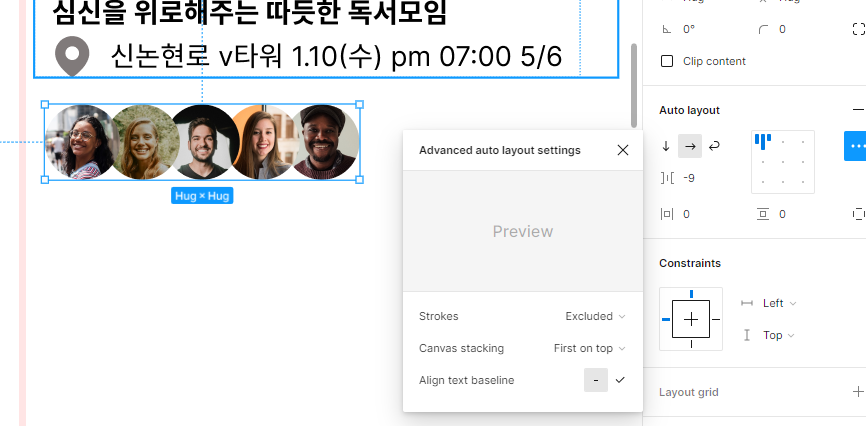 심신을 위로해주는 따듯한 독서모임
신논현로 v타워 1.10(수) pm 07:00 5/6
Hug × Hug
Advanced auto layout settings
Preview
Strokes Excluded
Canvas stacking First on top
Align text baseline -
0° 0
Clip content
Auto layout
-9
0 0
Constraints
Left
Top
Layout grid